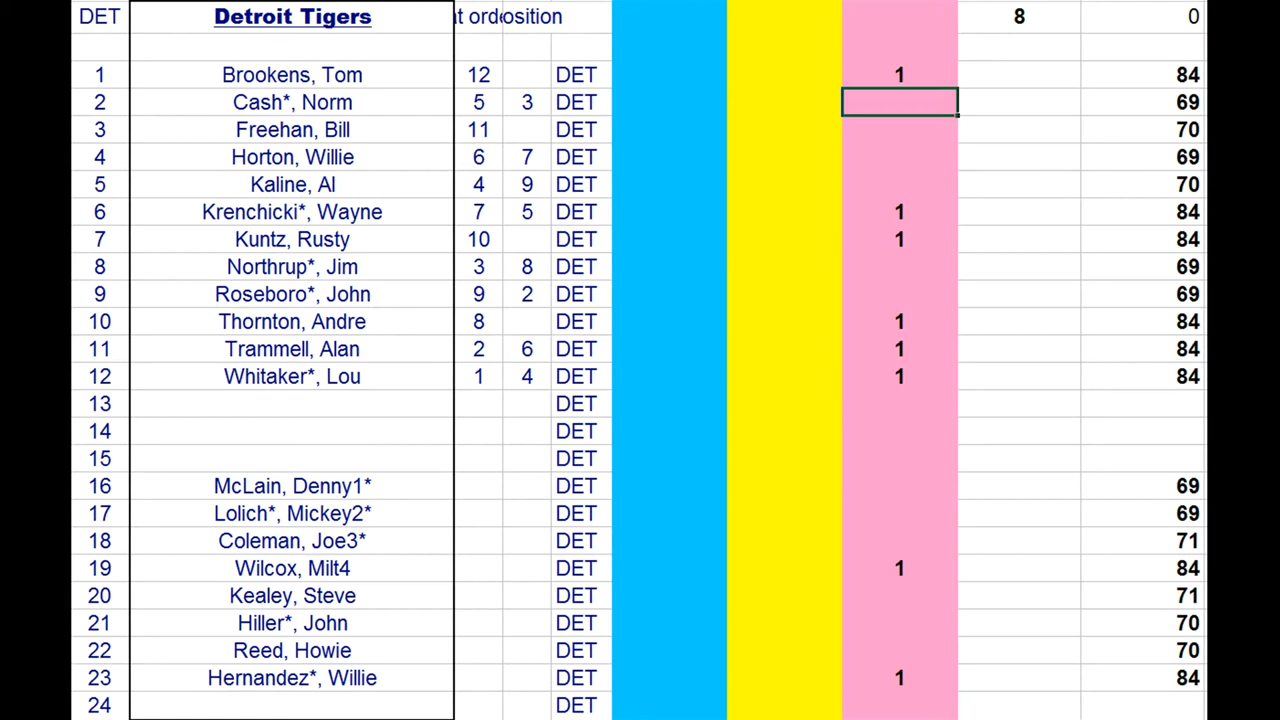 DET Detroit Tigers at orde osition 8 0
1 Brookens, Tom 12 DET 1 84
2 Cash*, Norm 5 3 DET 69
3 Freehan, Bill 11 DET 70
4 Horton, Willie 6 7 DET 69
5 Kaline, Al 4 9 DET 70
6 Krenchicki*, Wayne 7 5 DET 1 84
7 Kuntz, Rusty 10 DET 1 84
8 Northrup*, Jim 3 8 DET 69
9 Roseboro*, John 9 2 DET 69
10 Thornton, Andre 8 DET 1 84
11 Trammell, Alan 2 6 DET 1 84
12 Whitaker*, Lou 1 4 DET 1 84
13 DET
14 DET
15 DET
16 McLain, Denny1* DET 69
17 Lolich*, Mickey2* DET 69
18 Coleman, Joe3* DET 71
19 Wilcox, Milt4 DET 1 84
20 Kealey, Steve DET 71
21 Hiller*, John DET 70
22 Reed, Howie DET 70
23 Hernandez*, Willie DET 1 84
24 DET